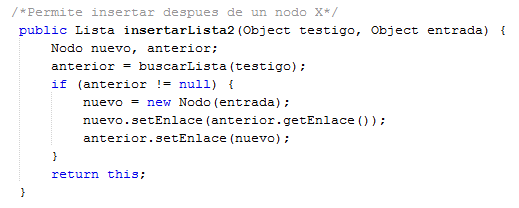 /*Permite insertar despues de un nodo X*/
public Lista insertarLista2(Object testigo, Object entrada) {
Nodo nuevo, anterior;
anterior = buscarLista(testigo);
if (anterior != null) {
nuevo = new Nodo(entrada);
nuevo.setEnlace(anterior.getEnlace());
anterior.setEnlace(nuevo);
}
return this;
}